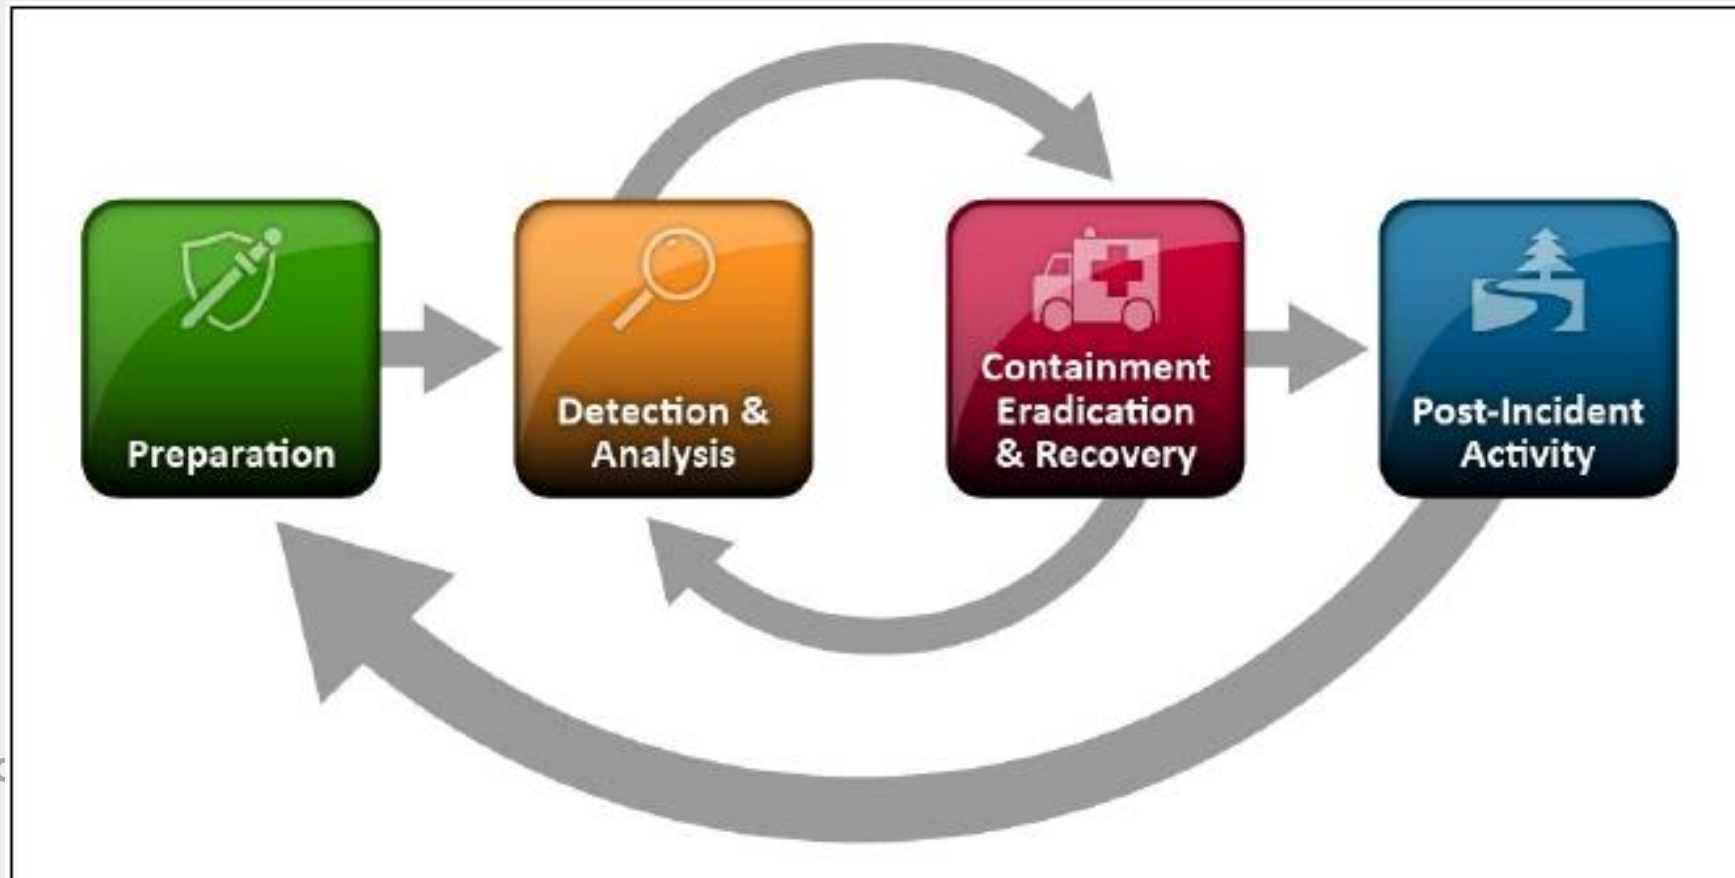 Preparation
Detection &
Analysis
Containment
Eradication
& Recovery
Post-Incident
Activity